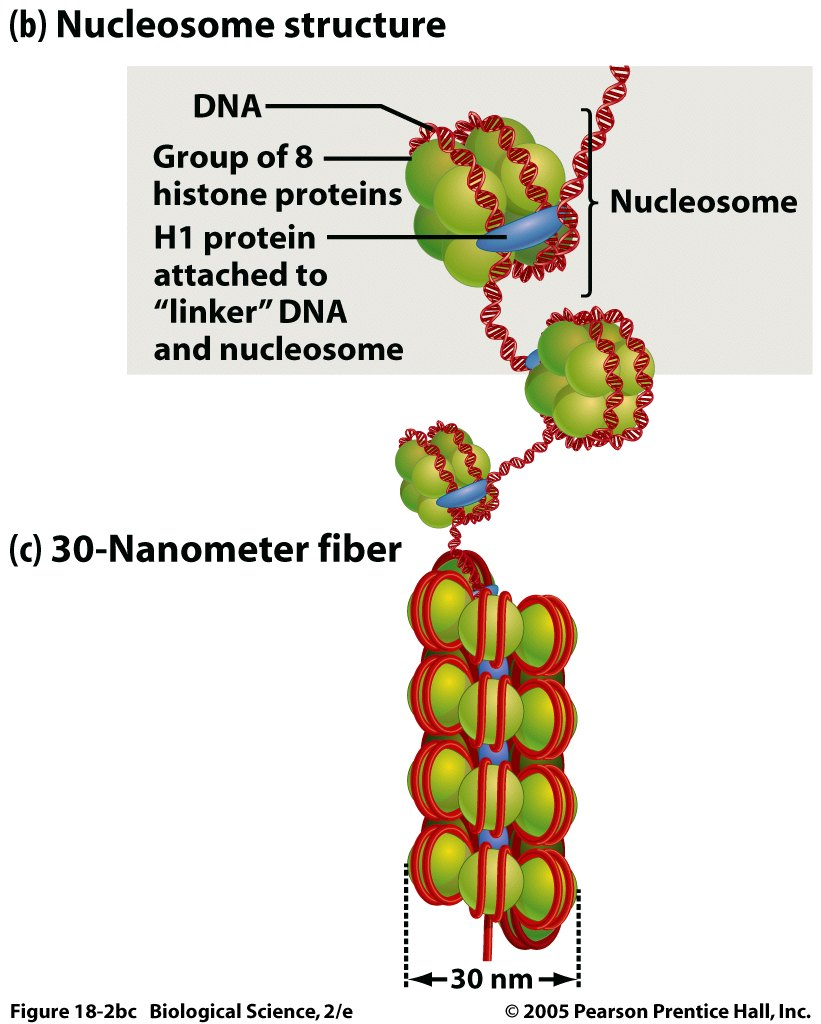 (b) Nucleosome structure
DNA
Group of 8
histone proteins
H1 protein
attached to
“linker” DNA
and nucleosome
Nucleosome
(c) 30-Nanometer fiber
30 nm
Figure 18-2bc Biological Science, 2/e
© 2005 Pearson Prentice Hall, Inc.